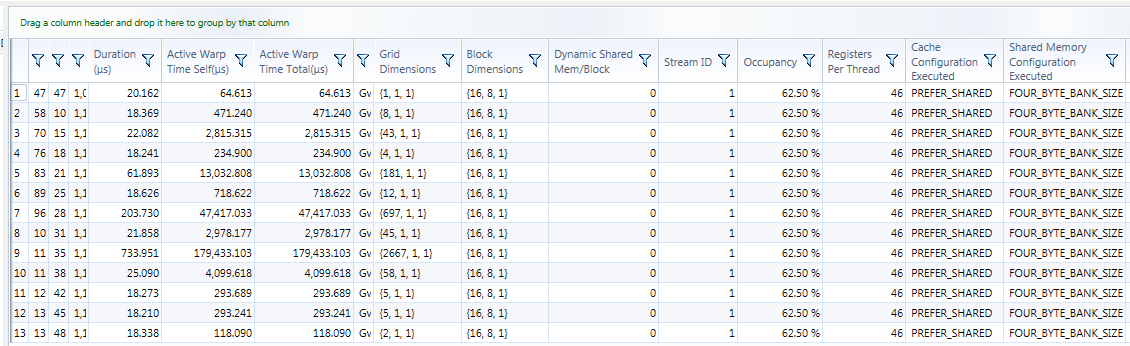 Drag a column header and drop it here to group by that column
Duration (µs) Active Warp Time Self(µs) Active Warp Time Total(µs) Grid Dimensions Block Dimensions Dynamic Shared Mem/Block Stream ID Occupancy Registers Per Thread Cache Configuration Executed Shared Memory Configuration Executed
1 47 47 1,0 20.162 64.613 64.613 Gv {1, 1, 1} {16, 8, 1} 0 1 62.50 % 46 PREFER_SHARED FOUR_BYTE_BANK_SIZE
2 58 10 1,1 18.369 471.240 471.240 Gv {8, 1, 1} {16, 8, 1} 0 1 62.50 % 46 PREFER_SHARED FOUR_BYTE_BANK_SIZE
3 70 15 1,1 22.082 2,815.315 2,815.315 Gv {43, 1, 1} {16, 8, 1} 0 1 62.50 % 46 PREFER_SHARED FOUR_BYTE_BANK_SIZE
4 76 18 1,1 18.241 234.900 234.900 Gv {4, 1, 1} {16, 8, 1} 0 1 62.50 % 46 PREFER_SHARED FOUR_BYTE_BANK_SIZE
5 83 21 1,1 61.893 13,032.808 13,032.808 Gv {181, 1, 1} {16, 8, 1} 0 1 62.50 % 46 PREFER_SHARED FOUR_BYTE_BANK_SIZE
6 89 25 1,1 18.626 718.622 718.622 Gv {12, 1, 1} {16, 8, 1} 0 1 62.50 % 46 PREFER_SHARED FOUR_BYTE_BANK_SIZE
7 96 28 1,1 203.730 47,417.033 47,417.033 Gv {697, 1, 1} {16, 8, 1} 0 1 62.50 % 46 PREFER_SHARED FOUR_BYTE_BANK_SIZE
8 10 31 1,1 21.858 2,978.177 2,978.177 Gv {45, 1, 1} {16, 8, 1} 0 1 62.50 % 46 PREFER_SHARED FOUR_BYTE_BANK_SIZE
9 11 35 1,1 733.951 179,433.103 179,433.103 Gv {2667, 1, 1} {16, 8, 1} 0 1 62.50 % 46 PREFER_SHARED FOUR_BYTE_BANK_SIZE
10 11 38 1,1 25.090 4,099.618 4,099.618 Gv {58, 1, 1} {16, 8, 1} 0 1 62.50 % 46 PREFER_SHARED FOUR_BYTE_BANK_SIZE
11 12 42 1,1 18.273 293.689 293.689 Gv {5, 1, 1} {16, 8, 1} 0 1 62.50 % 46 PREFER_SHARED FOUR_BYTE_BANK_SIZE
12 13 45 1,1 18.210 293.241 293.241 Gv {5, 1, 1} {16, 8, 1} 0 1 62.50 % 46 PREFER_SHARED FOUR_BYTE_BANK_SIZE
13 13 48 1,1 18.338 118.090 118.090 Gv {2, 1, 1} {16, 8, 1} 0 1 62.50 % 46 PREFER_SHARED FOUR_BYTE_BANK_SIZE